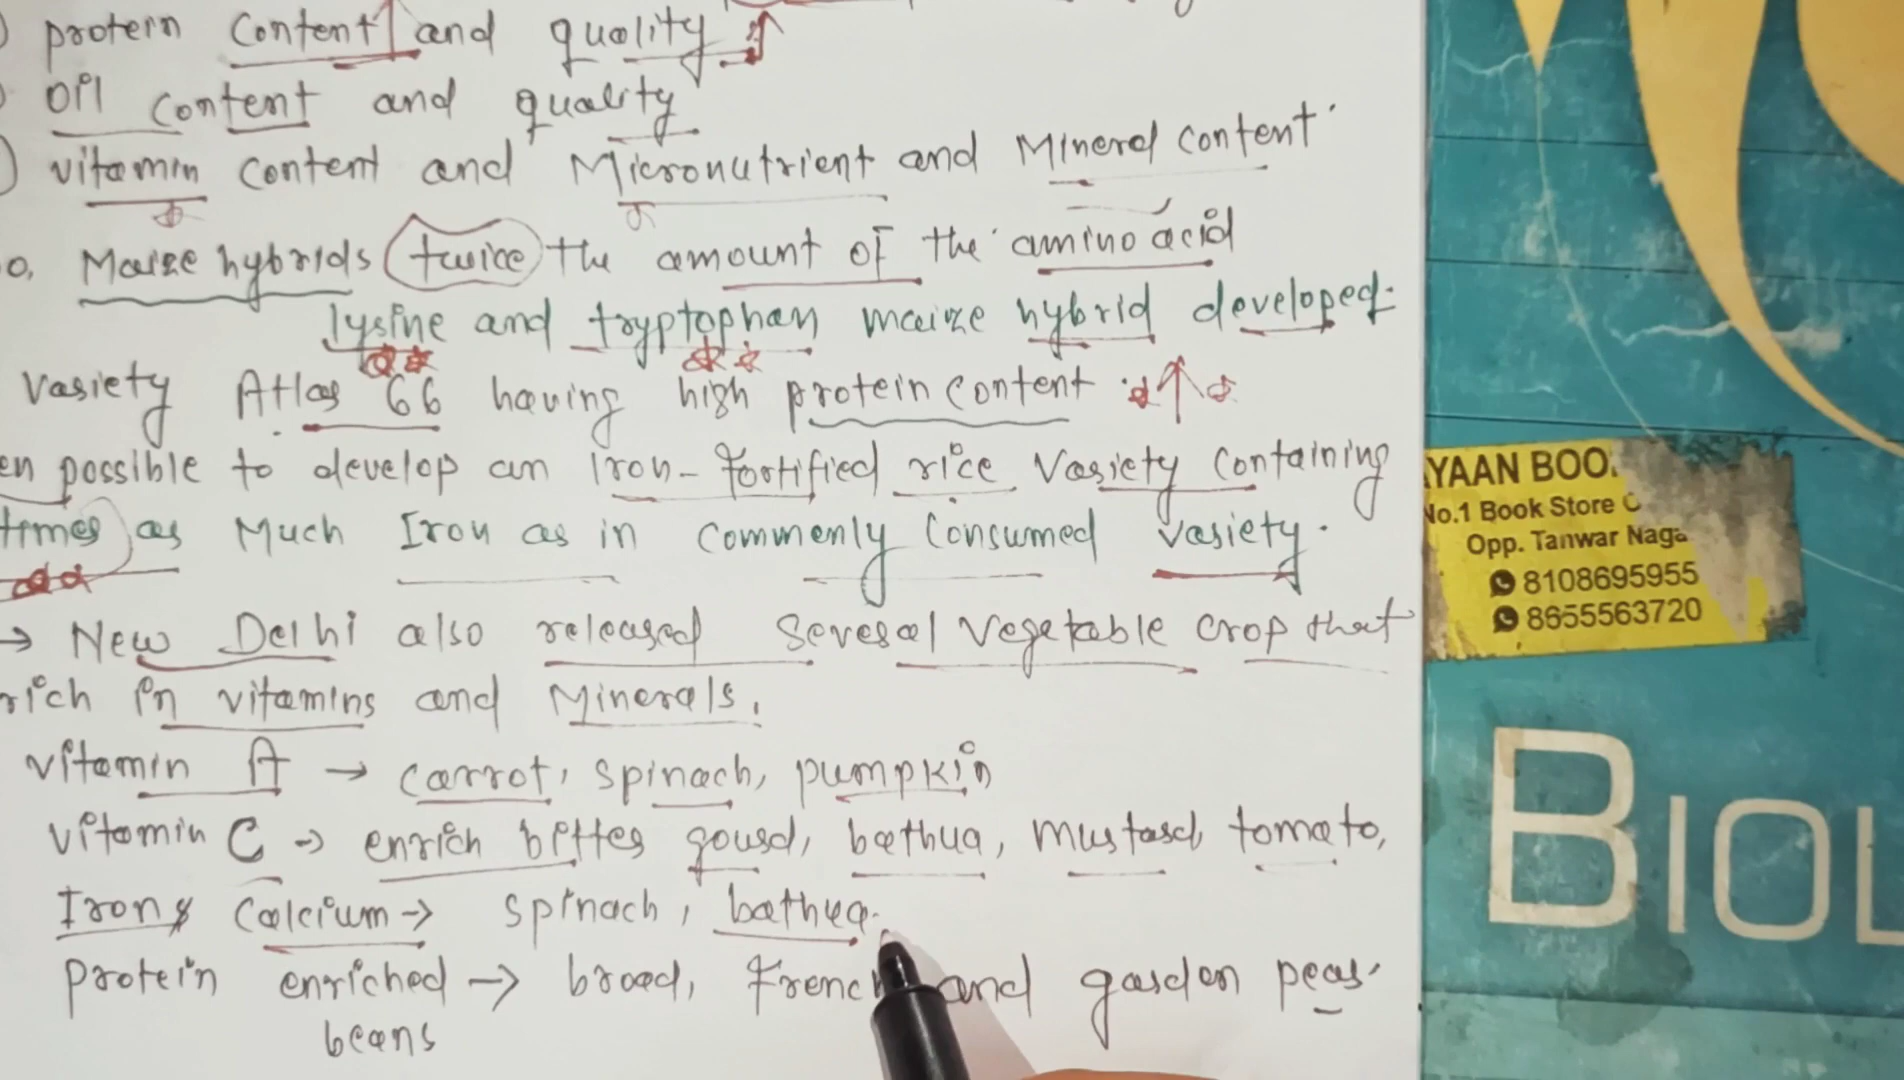 protein content and quality
Oil content and quality
vitamin content and Micronutrient and Mineral content.
Maize hybrids twice the amount of the amino acid
lysine and tryptophan maize hybrid developed.
Variety Atlas 66 having high protein content
en possible to develop an Iron-fortified rice variety containing
times as Much Iron as in commenly consumed variety.
→ New Delhi also released several vegetable crop that
rich in vitamins and Minerals.
vitamin A → carrot, spinach, pumpkin
vitamin C → enrich bitter gourd, bathua, mustard tomato,
Iron & Calcium → spinach, bathua.
protein enriched → broad, french and garden peas.
beans
YAAN BOO
No.1 Book Store
Opp. Tanwar Naga
8108695955
8655563720
BIOL